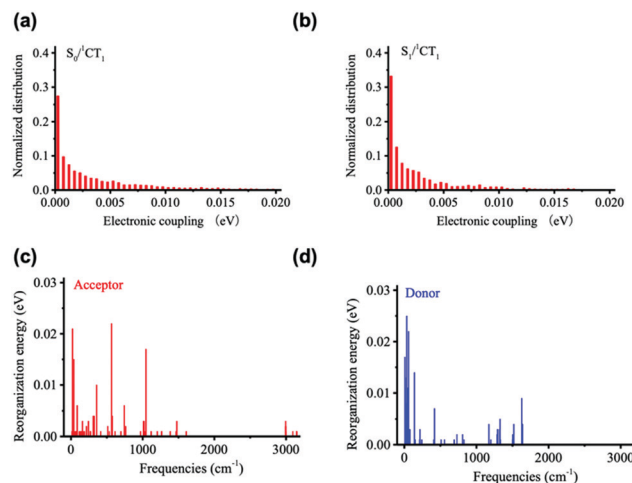 (a)
S0/1CT1
Normalized distribution
0.4
0.3
0.2
0.1
0.0
0.000 0.005 0.010 0.015 0.020
Electronic coupling （eV）
(b)
S1/1CT1
Normalized distribution
0.4
0.3
0.2
0.1
0.0
0.000 0.005 0.010 0.015 0.020
Electronic coupling （eV）
(c)
Acceptor
Reorganization energy (eV)
0.03
0.02
0.01
0.00
0 1000 2000 3000
Frequencies (cm-1)
(d)
Donor
Reorganization energy (eV)
0.03
0.02
0.01
0.00
0 1000 2000 3000
Frequencies (cm-1)